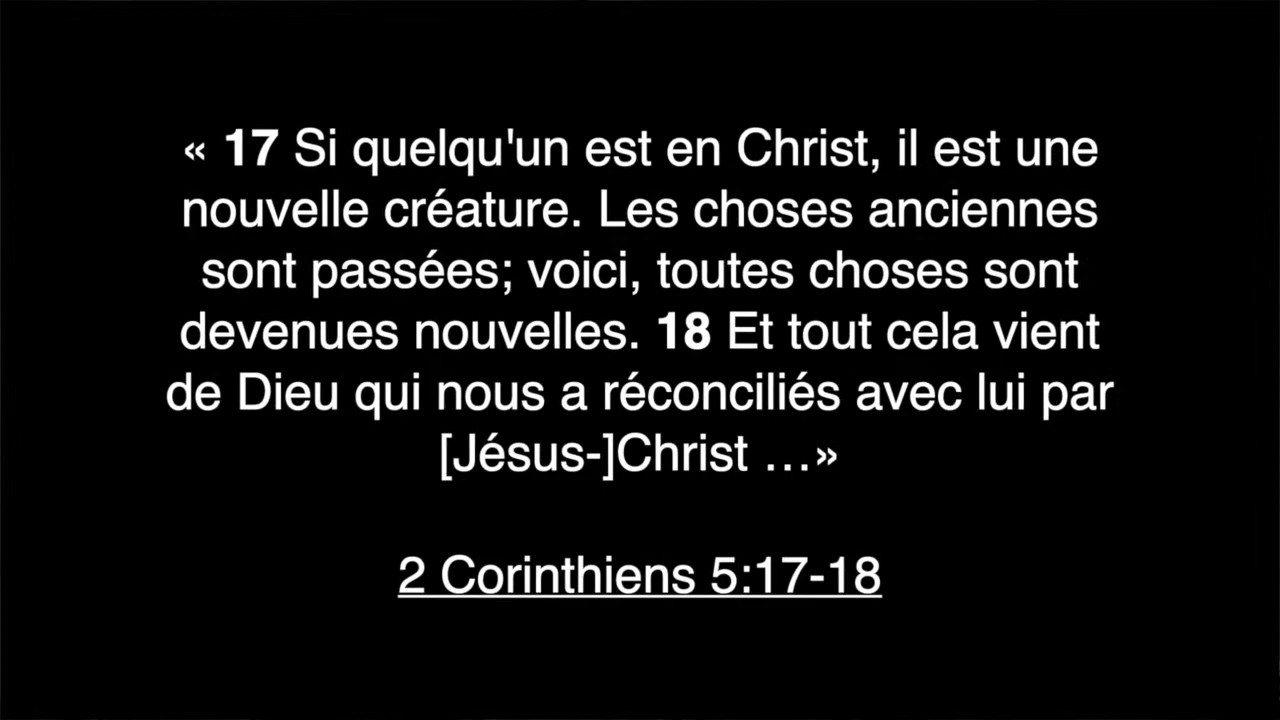 « 17 Si quelqu'un est en Christ, il est une
nouvelle créature. Les choses anciennes
sont passées; voici, toutes choses sont
devenues nouvelles. 18 Et tout cela vient
de Dieu qui nous a réconciliés avec lui par
[Jésus-]Christ …»
2 Corinthiens 5:17-18